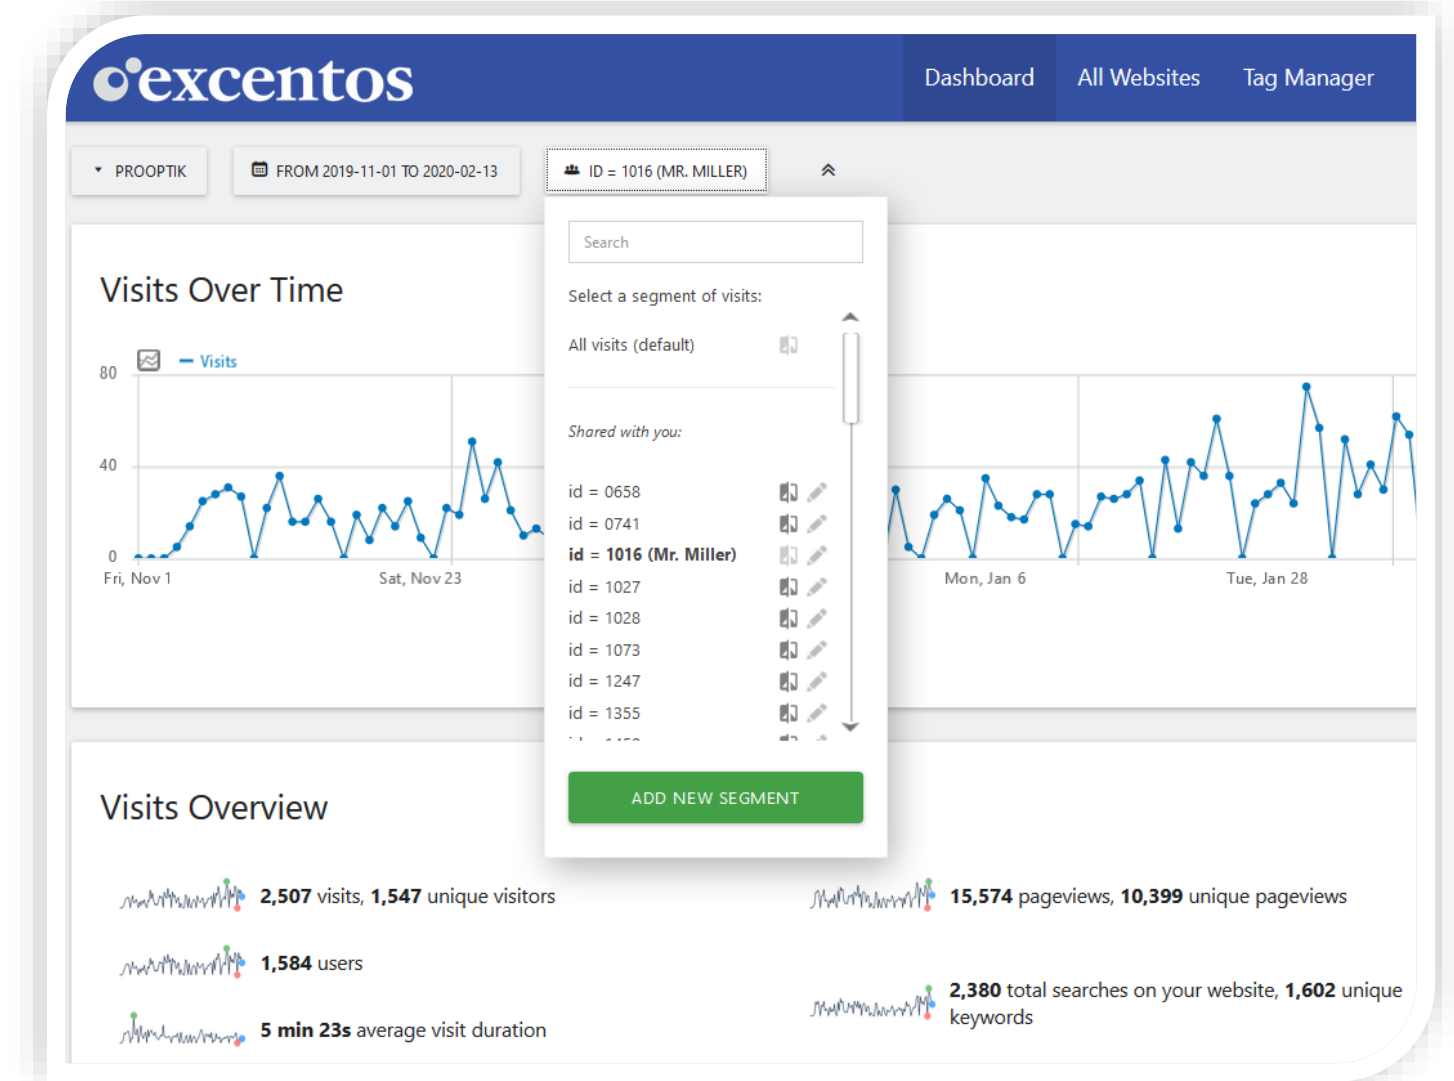 excentos
Dashboard All Websites Tag Manager
PROOPTIK FROM 2019-11-01 TO 2020-02-13 ID = 1016 (MR. MILLER)
Search
Select a segment of visits:
All visits (default)
Shared with you:
id = 0658
id = 0741
id = 1016 (Mr. Miller)
id = 1027
id = 1028
id = 1073
id = 1247
id = 1355
ADD NEW SEGMENT
Visits Over Time
Visits
80
40
0
Fri, Nov 1 Sat, Nov 23 Mon, Jan 6 Tue, Jan 28
Visits Overview
2,507 visits, 1,547 unique visitors
1,584 users
5 min 23s average visit duration
15,574 pageviews, 10,399 unique pageviews
2,380 total searches on your website, 1,602 unique
keywords